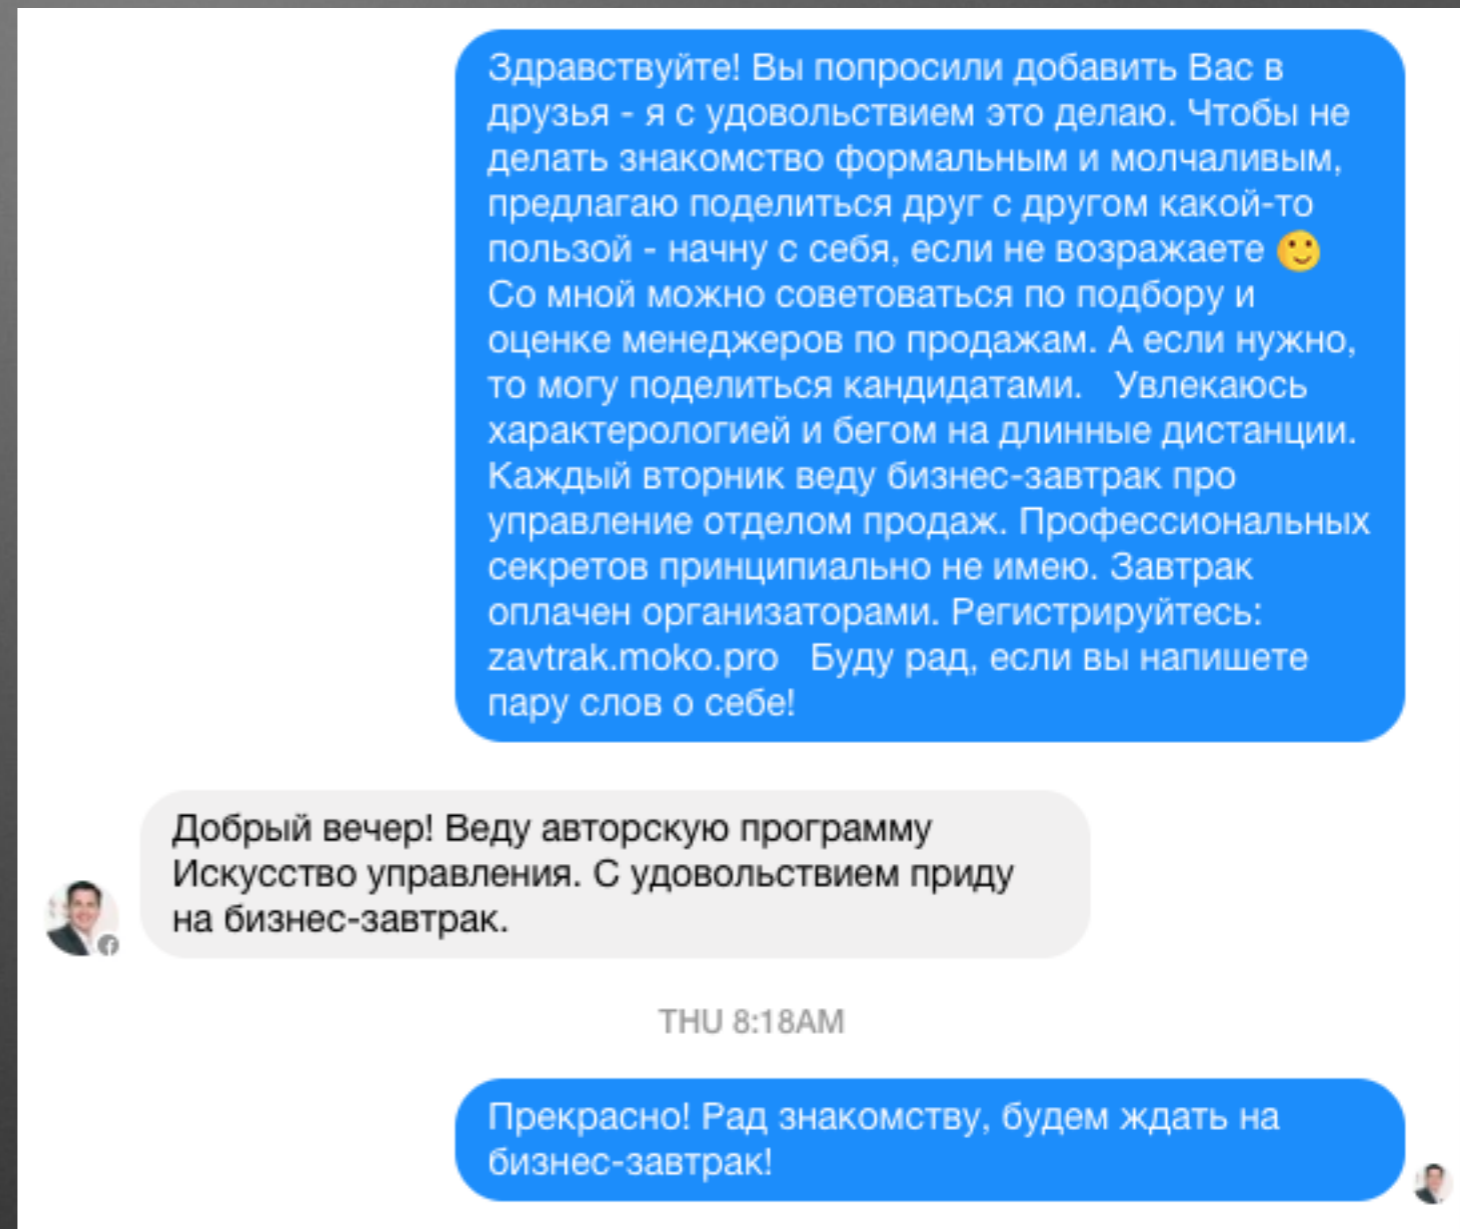 Здравствуйте! Вы попросили добавить Вас в
друзья - я с удовольствием это делаю. Чтобы не
делать знакомство формальным и молчаливым,
предлагаю поделиться друг с другом какой-то
пользой - начну с себя, если не возражаете 🙂
Со мной можно советоваться по подбору и
оценке менеджеров по продажам. А если нужно,
то могу поделиться кандидатами.   Увлекаюсь
характерологией и бегом на длинные дистанции.
Каждый вторник веду бизнес-завтрак про
управление отделом продаж. Профессиональных
секретов принципиально не имею. Завтрак
оплачен организаторами. Регистрируйтесь:
zavtrak.moko.pro   Буду рад, если вы напишете
пару слов о себе!
Добрый вечер! Веду авторскую программу
Искусство управления. С удовольствием приду
на бизнес-завтрак.
THU 8:18AM
Прекрасно! Рад знакомству, будем ждать на
бизнес-завтрак!